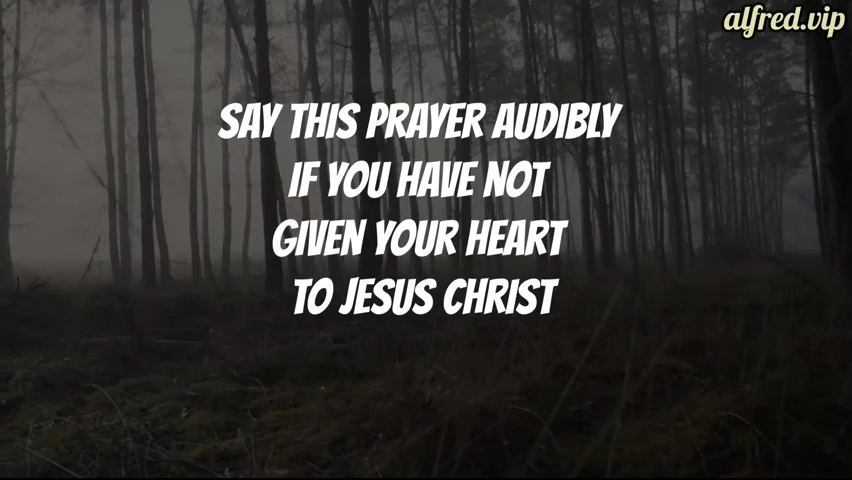 alfred.vip
SAY THIS PRAYER AUDIBLY
IF YOU HAVE NOT
GIVEN YOUR HEART
TO JESUS CHRIST